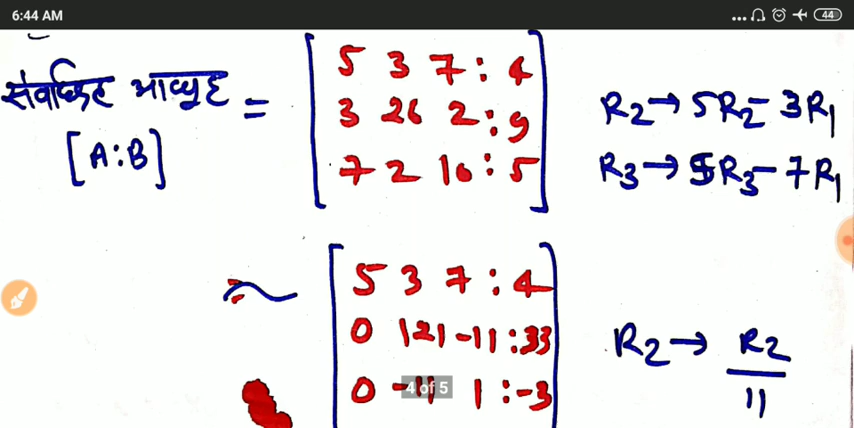 6:44 AM
44
5 3 7 : 4
संवर्धित आव्यूह = 3 26 2 : 9 R2→5R2-3R1
[A:B] 7 2 10 : 5 R3→5R3-7R1
~ 5 3 7 : 4
0 121 -11 : 33 R2→ R2/11
0 -11 1 : -3
4 of 5